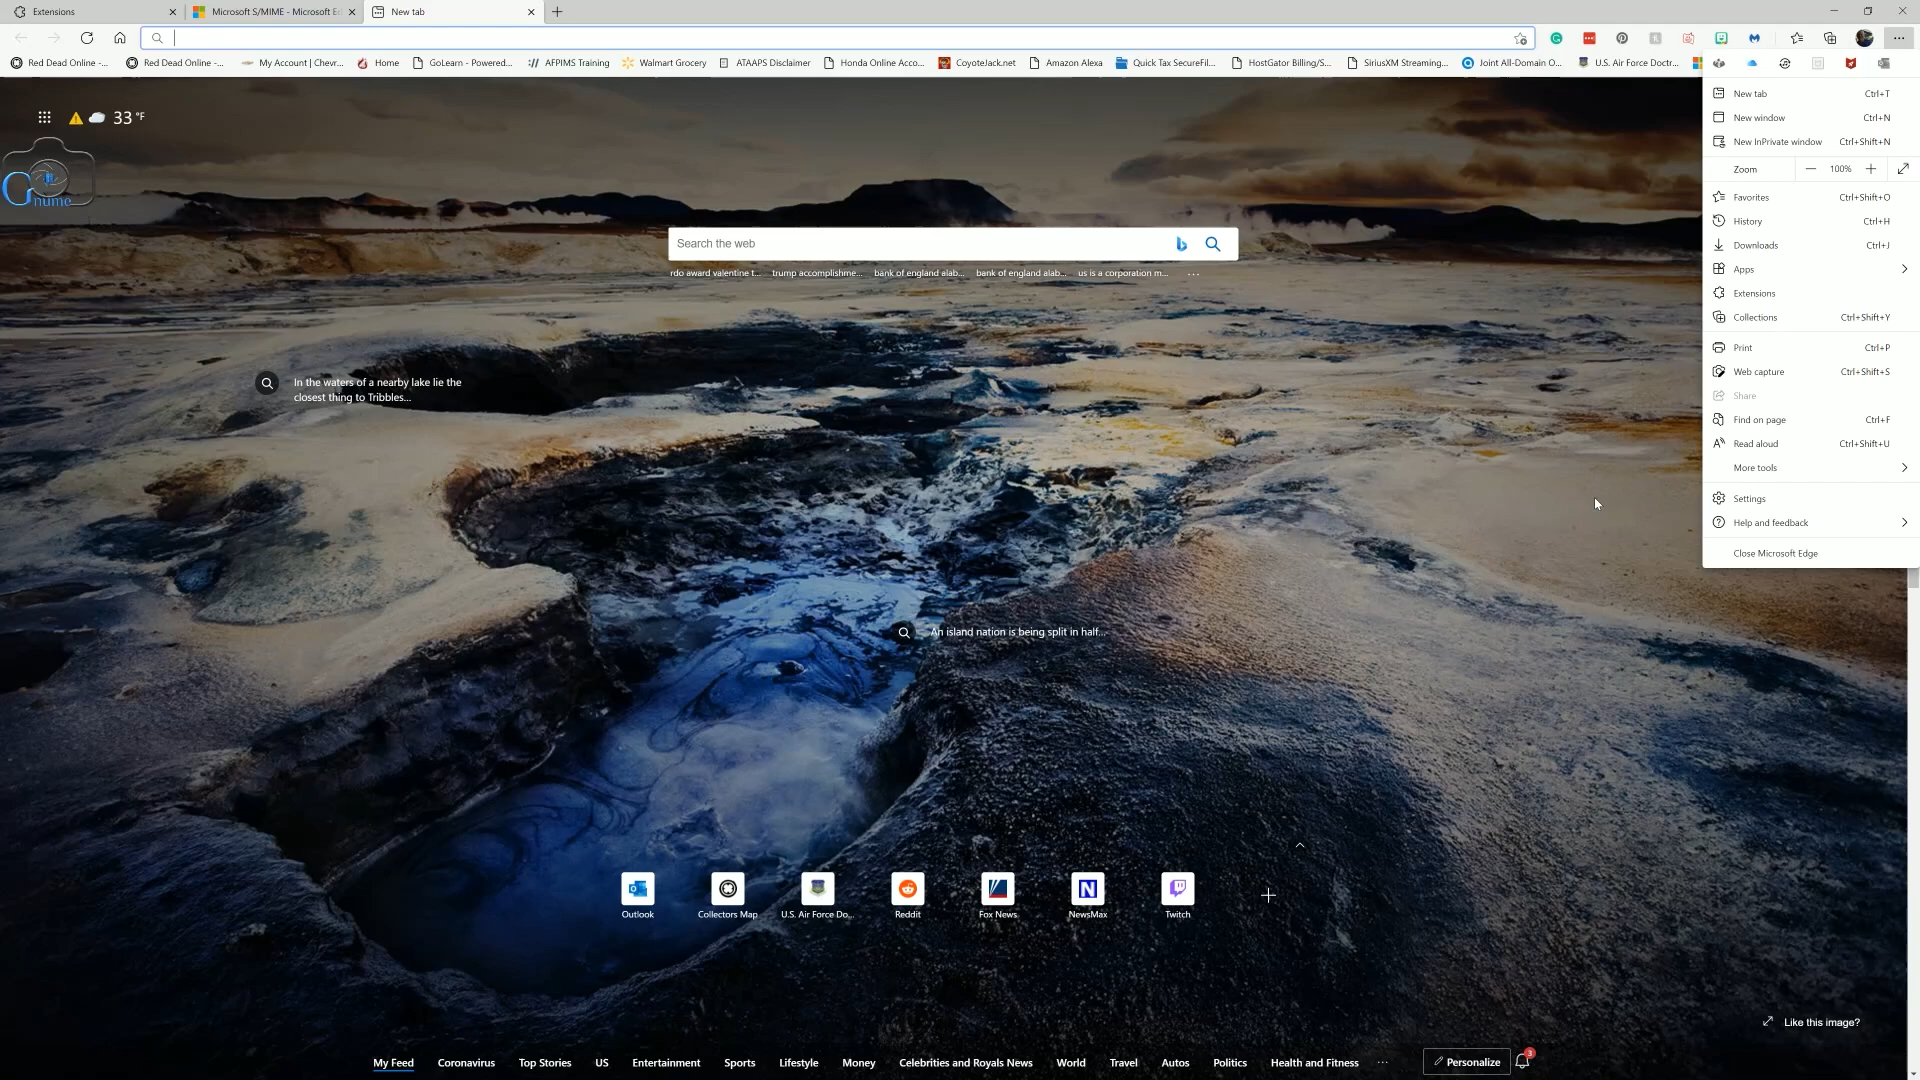 Extensions
Microsoft S/MIME - Microsoft Ed
New tab
Red Dead Online -...
Red Dead Online -...
My Account | Chevr...
Home
GoLearn - Powered...
AFPIMS Training
Walmart Grocery
ATAAPS Disclaimer
Honda Online Acco...
CoyoteJack.net
Amazon Alexa
Quick Tax SecureFil...
HostGator Billing/S...
SiriusXM Streaming...
Joint All-Domain O...
U.S. Air Force Doctr...
33 °F
Gnume
Search the web
rdo award valentine t...
trump accomplishme...
bank of england alab...
bank of england alab...
us is a corporation m...
...
In the waters of a nearby lake lie the
closest thing to Tribbles...
An island nation is being split in half...
New tab Ctrl+T
New window Ctrl+N
New InPrivate window Ctrl+Shift+N
Zoom 100%
Favorites Ctrl+Shift+O
History Ctrl+H
Downloads Ctrl+J
Apps
Extensions
Collections Ctrl+Shift+Y
Print Ctrl+P
Web capture Ctrl+Shift+S
Share
Find on page Ctrl+F
Read aloud Ctrl+Shift+U
More tools
Settings
Help and feedback
Close Microsoft Edge
Outlook
Collectors Map
U.S. Air Force Do...
Reddit
Fox News
NewsMax
Twitch
Like this image?
My Feed
Coronavirus
Top Stories
US
Entertainment
Sports
Lifestyle
Money
Celebrities and Royals News
World
Travel
Autos
Politics
Health and Fitness
...
Personalize
3